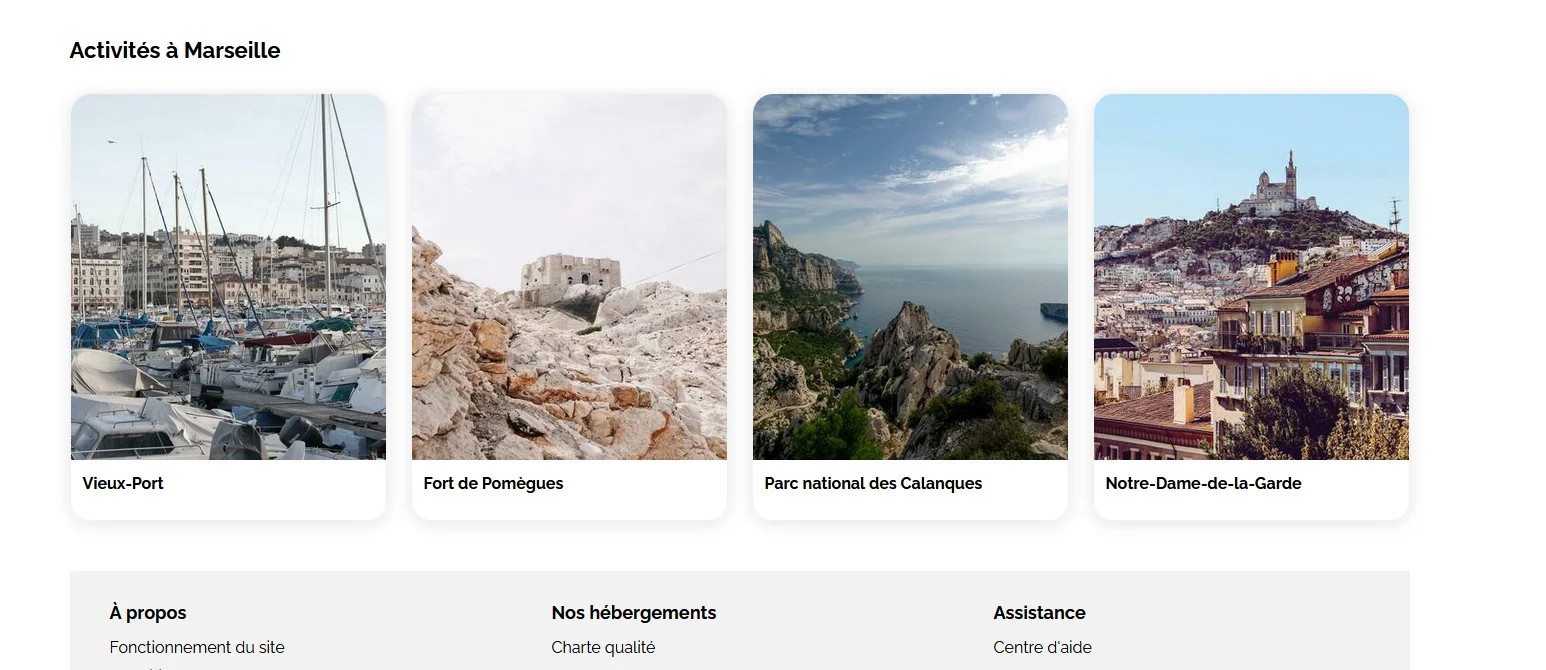 Activités à Marseille
Vieux-Port
Fort de Pomègues
Parc national des Calanques
Notre-Dame-de-la-Garde
À propos
Nos hébergements
Assistance
Fonctionnement du site
Charte qualité
Centre d'aide